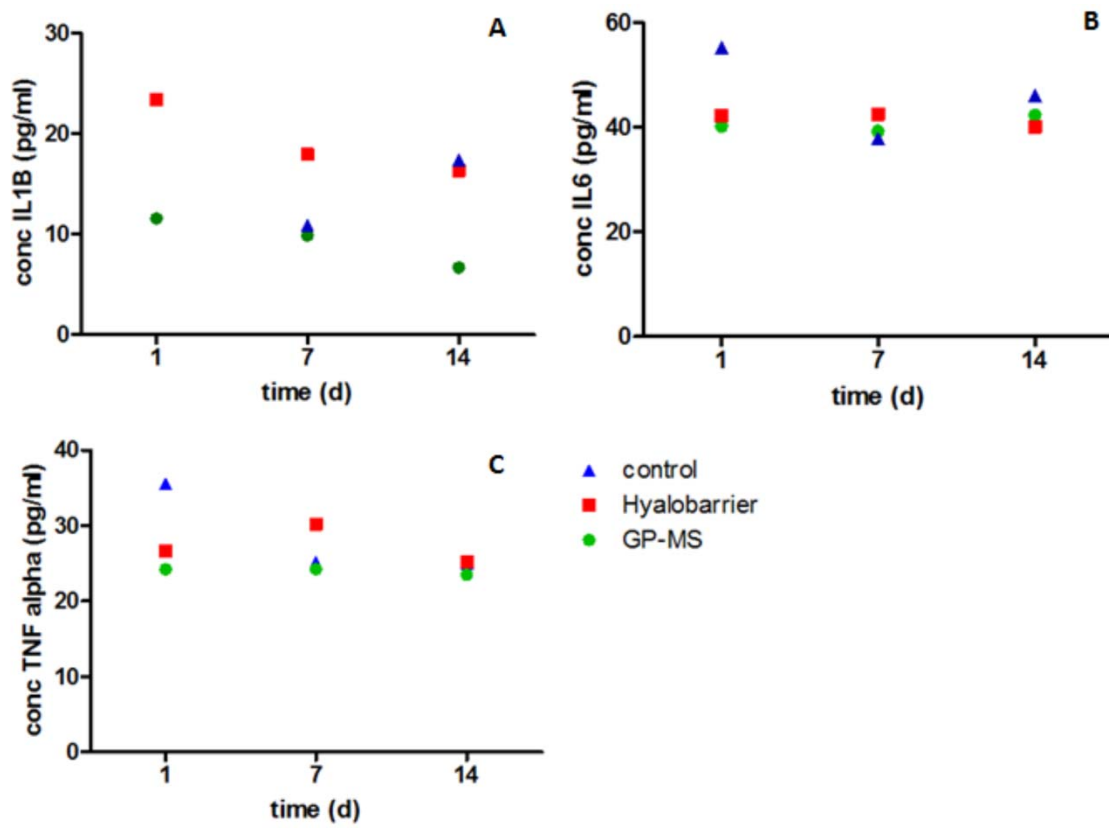 A
conc IL1B (pg/ml)
30
20
10
0
1 7 14
time (d)
B
conc IL6 (pg/ml)
60
40
20
0
1 7 14
time (d)
C
conc TNF alpha (pg/ml)
40
30
20
10
0
1 7 14
time (d)
control
Hyalobarrier
GP-MS